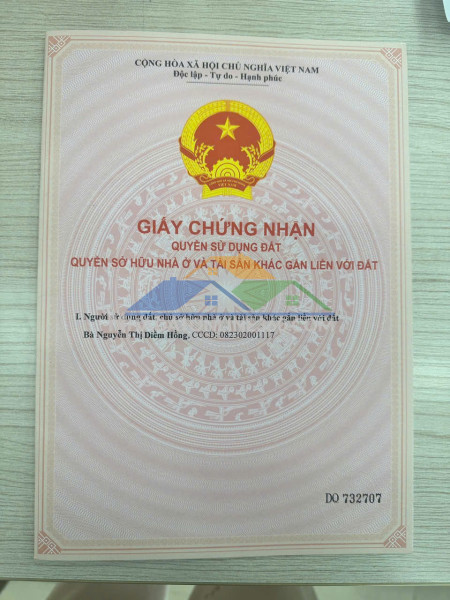 CỘNG HÒA XÃ HỘI CHỦ NGHĨA VIỆT NAM
Độc lập - Tự do - Hạnh phúc
GIẤY CHỨNG NHẬN
QUYỀN SỬ DỤNG ĐẤT
QUYỀN SỞ HỮU NHÀ Ở VÀ TÀI SẢN KHÁC GẮN LIỀN VỚI ĐẤT
I. Người sử dụng đất, chủ sở hữu nhà ở và tài sản khác gắn liền với đất
Bà Nguyễn Thị Diễm Hồng, CCCD: 082302001117
DO 732707